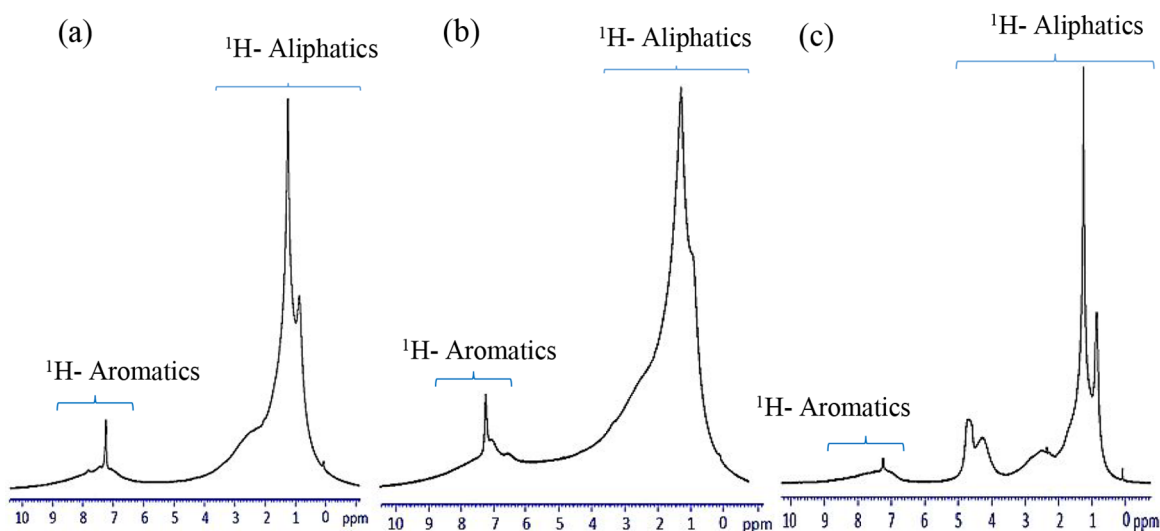 (a)
¹H- Aliphatics
¹H- Aromatics
10 9 8 7 6 5 4 3 2 1 0 ppm
(b)
¹H- Aliphatics
¹H- Aromatics
10 9 8 7 6 5 4 3 2 1 0 ppm
(c)
¹H- Aliphatics
¹H- Aromatics
10 9 8 7 6 5 4 3 2 1 0 ppm